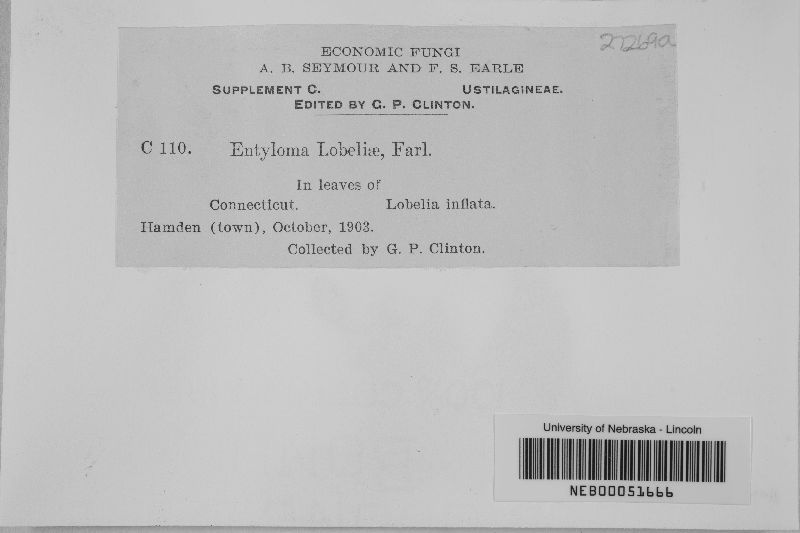 272690
ECONOMIC FUNGI
A. B. SEYMOUR AND F. S. EARLE
SUPPLEMENT C. USTILAGINEAE.
EDITED BY G. P. CLINTON.
C 110. Entyloma Lobeliæ, Farl.
In leaves of
Connecticut. Lobelia inflata.
Hamden (town), October, 1903.
Collected by G. P. Clinton.
University of Nebraska - Lincoln
NEB00051666